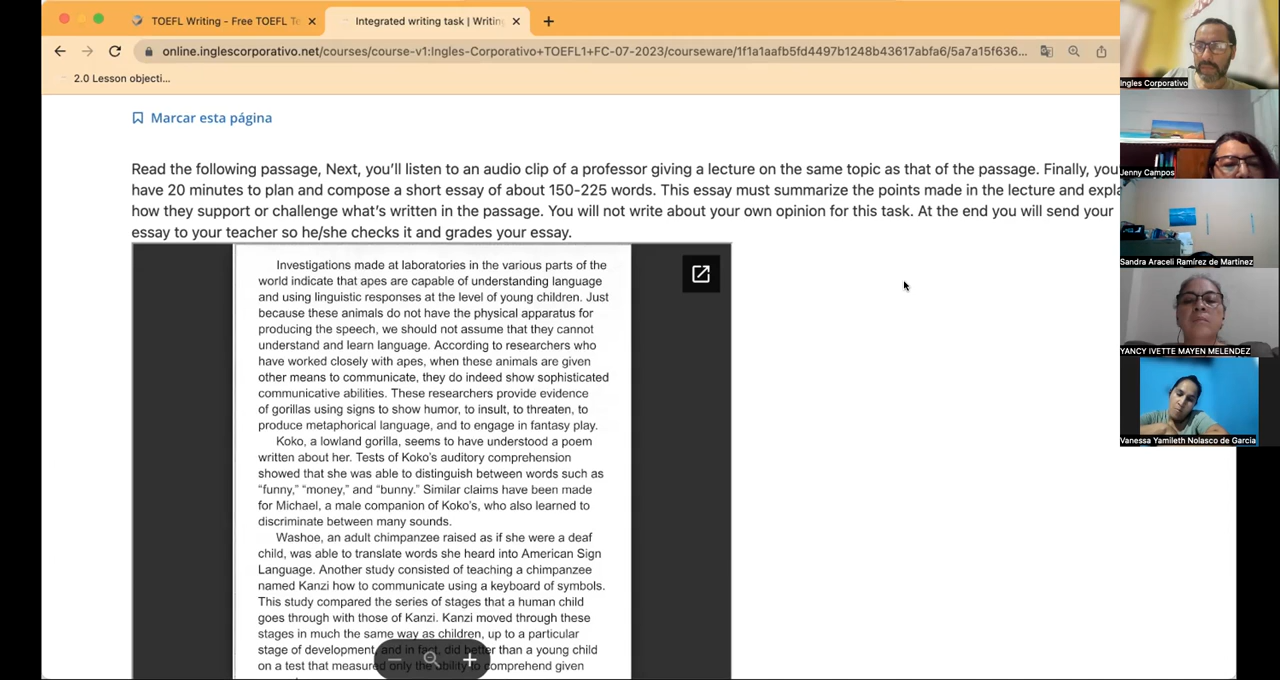 TOEFL Writing - Free TOEFL Te
Integrated writing task | Writing
online.inglescorporativo.net/courses/course-v1:Ingles-Corporativo+TOEFL1+FC-07-2023/courseware/1f1a1aafb5fd4497b1248b43617abfa6/5a7a15f636...
2.0 Lesson objecti...
Marcar esta página
Read the following passage, Next, you'll listen to an audio clip of a professor giving a lecture on the same topic as that of the passage. Finally, you
have 20 minutes to plan and compose a short essay of about 150-225 words. This essay must summarize the points made in the lecture and expla
how they support or challenge what's written in the passage. You will not write about your own opinion for this task. At the end you will send your
essay to your teacher so he/she checks it and grades your essay.
Investigations made at laboratories in the various parts of the
world indicate that apes are capable of understanding language
and using linguistic responses at the level of young children. Just
because these animals do not have the physical apparatus for
producing the speech, we should not assume that they cannot
understand and learn language. According to researchers who
have worked closely with apes, when these animals are given
other means to communicate, they do indeed show sophisticated
communicative abilities. These researchers provide evidence
of gorillas using signs to show humor, to insult, to threaten, to
produce metaphorical language, and to engage in fantasy play.
Koko, a lowland gorilla, seems to have understood a poem
written about her. Tests of Koko's auditory comprehension
showed that she was able to distinguish between words such as
"funny," "money," and "bunny." Similar claims have been made
for Michael, a male companion of Koko's, who also learned to
discriminate between many sounds.
Washoe, an adult chimpanzee raised as if she were a deaf
child, was able to translate words she heard into American Sign
Language. Another study consisted of teaching a chimpanzee
named Kanzi how to communicate using a keyboard of symbols.
This study compared the series of stages that a human child
goes through with those of Kanzi. Kanzi moved through these
stages in much the same way as children, up to a particular
stage of development, and in fact, did better than a young child
on a test that measured only the ability to comprehend given
Ingles Corporativo
Jenny Campos
Sandra Araceli Ramírez de Martinez
YANCY IVETTE MAYEN MELENDEZ
Vanessa Yamileth Nolasco de Garcia